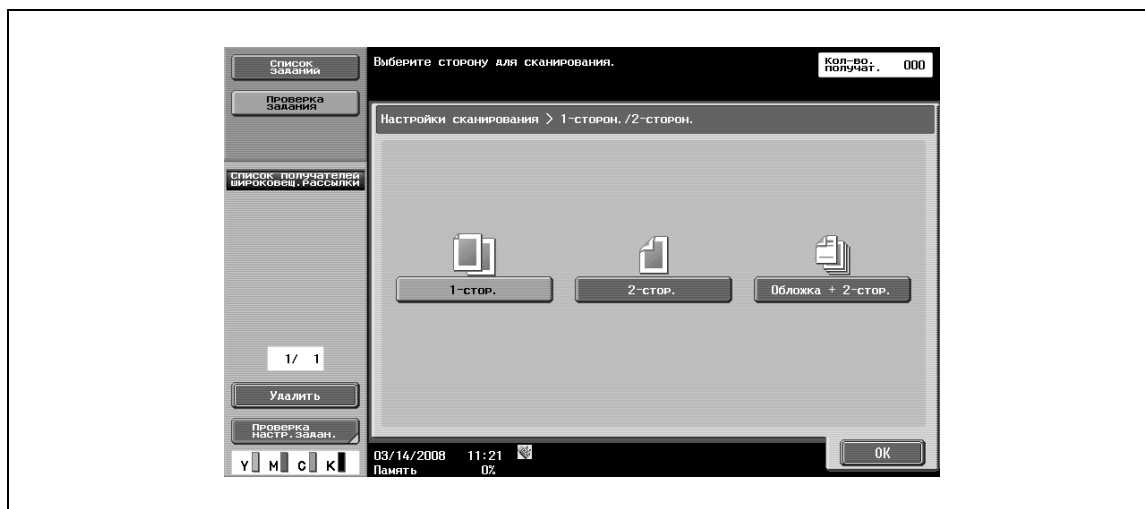 Список
заданий
Выберите сторону для сканирования.
Кол-во.
получат. 000
Проверка
задания
Настройки сканирования > 1-сторон./2-сторон.
Список получателей
широковещ.рассылки
1-стор.
2-стор.
Обложка + 2-стор.
1/ 1
Удалить
Проверка
настр.задан.
Y M C K
03/14/2008 11:21
Память 0%
OK